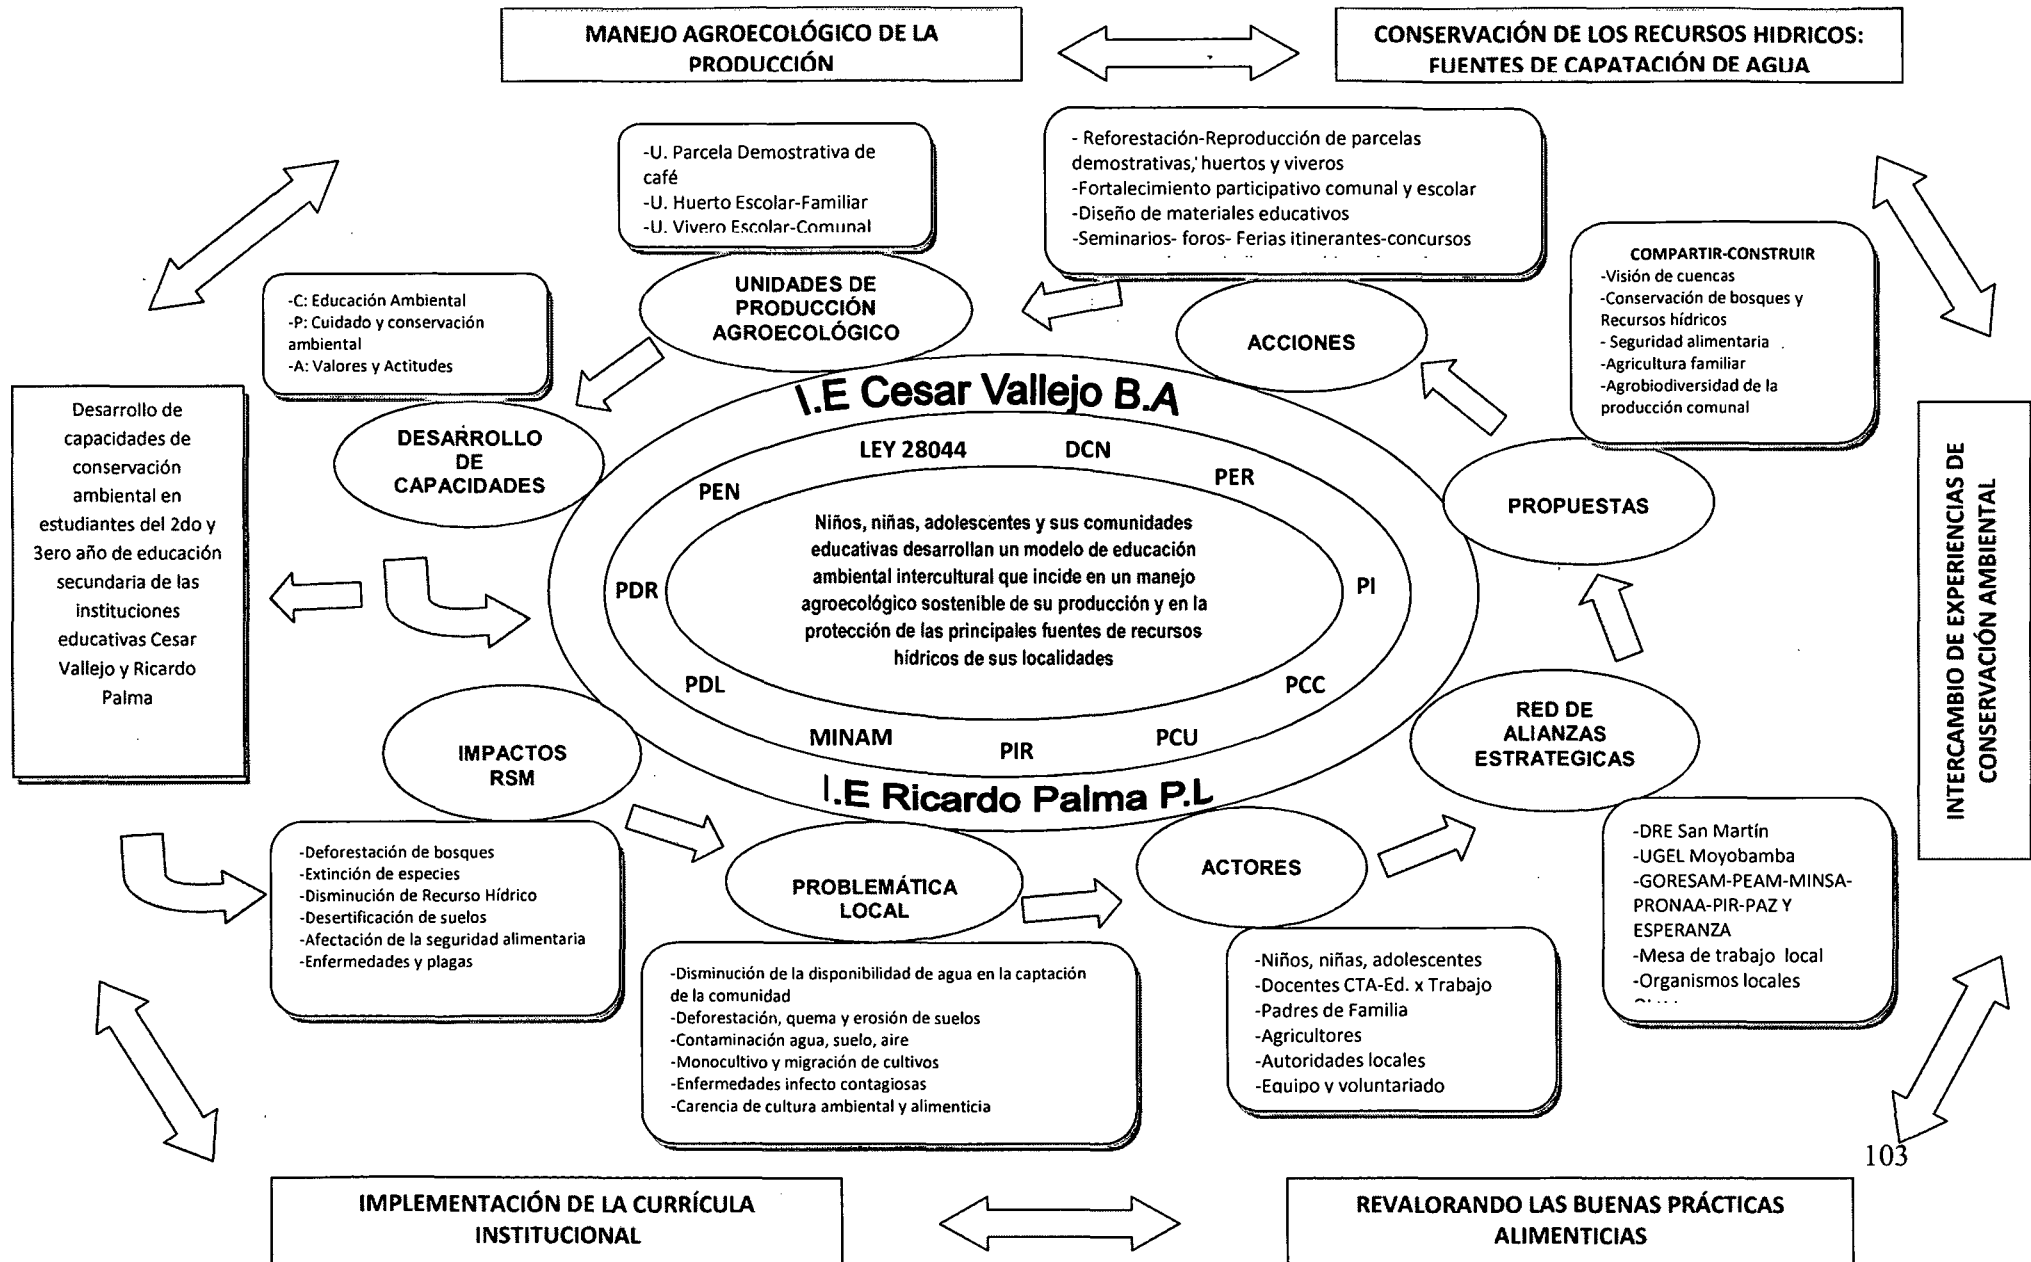 MANEJO AGROECOLÓGICO DE LA
PRODUCCIÓN
CONSERVACIÓN DE LOS RECURSOS HIDRICOS:
FUENTES DE CAPATACIÓN DE AGUA
-U. Parcela Demostrativa de
café
-U. Huerto Escolar-Familiar
-U. Vivero Escolar-Comunal
- Reforestación-Reproducción de parcelas
demostrativas, huertos y viveros
-Fortalecimiento participativo comunal y escolar
-Diseño de materiales educativos
-Seminarios- foros- Ferias itinerantes-concursos
COMPARTIR-CONSTRUIR
-Visión de cuencas
-Conservación de bosques y
Recursos hídricos
- Seguridad alimentaria
-Agricultura familiar
-Agrobiodiversidad de la
producción comunal
-C: Educación Ambiental
-P: Cuidado y conservación
ambiental
-A: Valores y Actitudes
UNIDADES DE
PRODUCCIÓN
AGROECOLÓGICO
ACCIONES
Desarrollo de
capacidades de
conservación
ambiental en
estudiantes del 2do y
3ero año de educación
secundaria de las
instituciones
educativas Cesar
Vallejo y Ricardo
Palma
DESARROLLO
DE
CAPACIDADES
I.E Cesar Vallejo B.A
LEY 28044
DCN
PEN
PER
PROPUESTAS
INTERCAMBIO DE EXPERIENCIAS DE
CONSERVACIÓN AMBIENTAL
Niños, niñas, adolescentes y sus comunidades
educativas desarrollan un modelo de educación
ambiental intercultural que incide en un manejo
agroecológico sostenible de su producción y en la
protección de las principales fuentes de recursos
hídricos de sus localidades
PDR
PI
PDL
PCC
MINAM
PIR
PCU
I.E Ricardo Palma P.L
IMPACTOS
RSM
RED DE
ALIANZAS
ESTRATEGICAS
-Deforestación de bosques
-Extinción de especies
-Disminución de Recurso Hídrico
-Desertificación de suelos
-Afectación de la seguridad alimentaria
-Enfermedades y plagas
PROBLEMÁTICA
LOCAL
ACTORES
-DRE San Martín
-UGEL Moyobamba
-GORESAM-PEAM-MINSA-
PRONAA-PIR-PAZ Y
ESPERANZA
-Mesa de trabajo local
-Organismos locales
-Disminución de la disponibilidad de agua en la captación
de la comunidad
-Deforestación, quema y erosión de suelos
-Contaminación agua, suelo, aire
-Monocultivo y migración de cultivos
-Enfermedades infecto contagiosas
-Carencia de cultura ambiental y alimenticia
-Niños, niñas, adolescentes
-Docentes CTA-Ed. x Trabajo
-Padres de Familia
-Agricultores
-Autoridades locales
-Equipo y voluntariado
103
IMPLEMENTACIÓN DE LA CURRÍCULA
INSTITUCIONAL
REVALORANDO LAS BUENAS PRÁCTICAS
ALIMENTICIAS